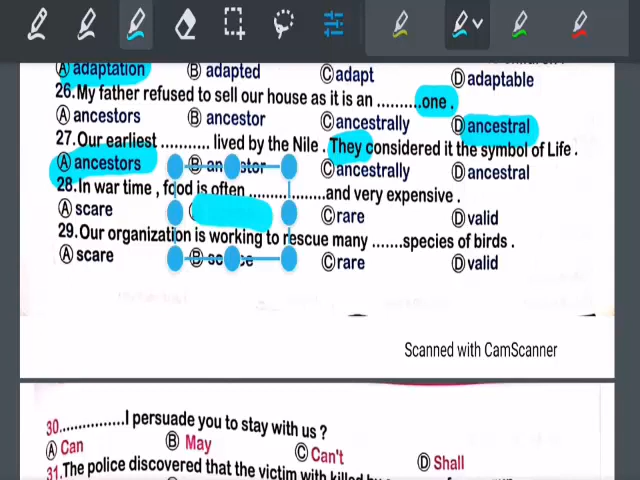 Ⓐ adaptation Ⓑ adapted Ⓒ adapt Ⓓ adaptable
26.My father refused to sell our house as it is an ..........one .
Ⓐ ancestors Ⓑ ancestor Ⓒ ancestrally Ⓓ ancestral
27.Our earliest ........... lived by the Nile . They considered it the symbol of Life .
Ⓐ ancestors Ⓑ ancestor Ⓒ ancestrally Ⓓ ancestral
28.In war time , food is often ..................and very expensive .
Ⓐ scare Ⓒ rare Ⓓ valid
29.Our organization is working to rescue many .......species of birds .
Ⓐ scare Ⓑ Ⓒ rare Ⓓ valid
Scanned with CamScanner
30...............I persuade you to stay with us ?
Ⓐ Can Ⓑ May Ⓒ Can't Ⓓ Shall
31.The police discovered that the victim with killed by